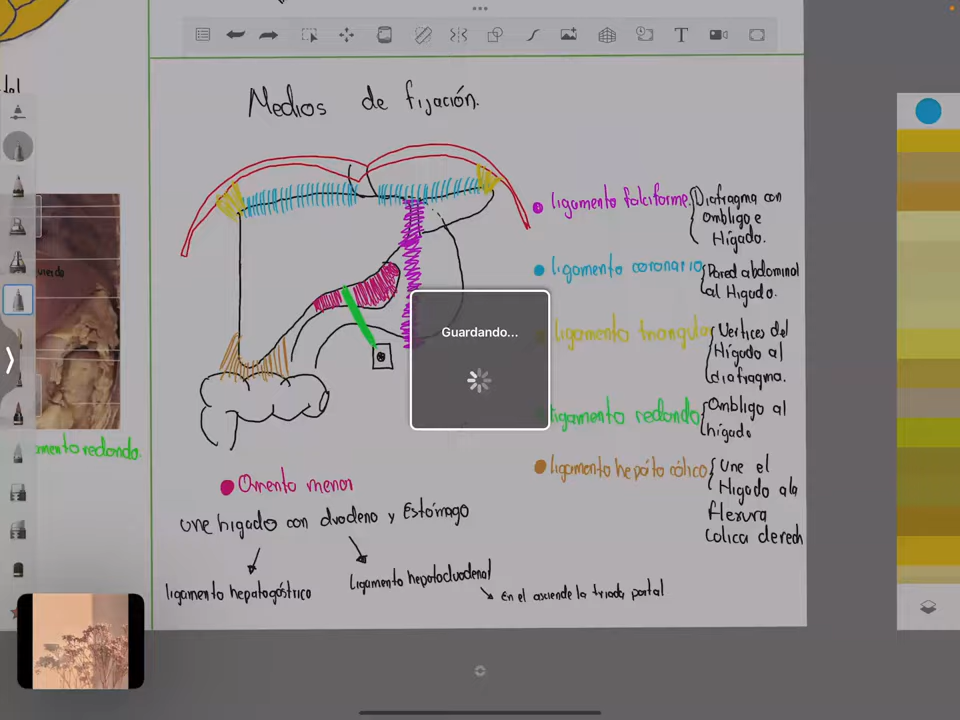 Medios de fijación.
ligamento falciforme. Diafragma con
ombligo e
Hígado.
ligamento coronario Pared abdominal
al Hígado.
ligamento triangular Vertices del
Hígado al
diafragma.
Guardando...
ligamento redondo Ombligo al
hígado
ligamento hepáto cólico Une el
Hígado a la
flexura
Colica derech
mento redondo.
Omento menor
une higado con duodeno y Estómago
ligamento hepatogástrico
ligamento hepatoduodenal
En el asciende la triada portal